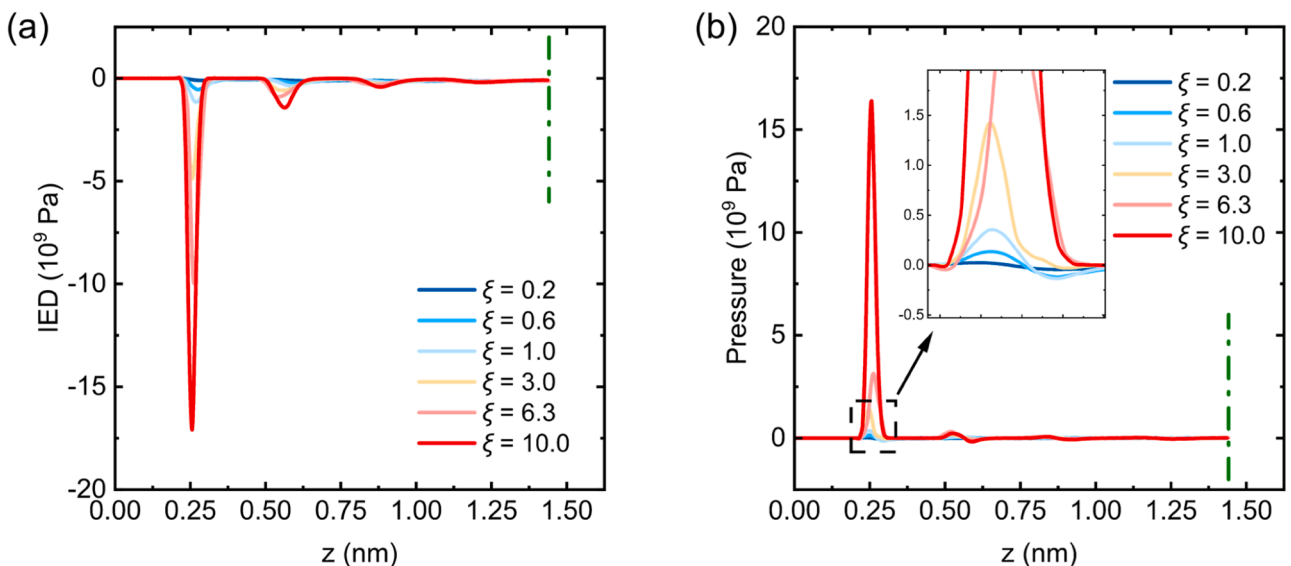 (a)
IED (10⁹ Pa)
0
-5
-10
-15
-20
0.00 0.25 0.50 0.75 1.00 1.25 1.50
z (nm)
ξ = 0.2
ξ = 0.6
ξ = 1.0
ξ = 3.0
ξ = 6.3
ξ = 10.0
(b)
Pressure (10⁹ Pa)
20
15
10
5
0
0.00 0.25 0.50 0.75 1.00 1.25 1.50
z (nm)
1.5
1.0
0.5
0.0
-0.5
ξ = 0.2
ξ = 0.6
ξ = 1.0
ξ = 3.0
ξ = 6.3
ξ = 10.0